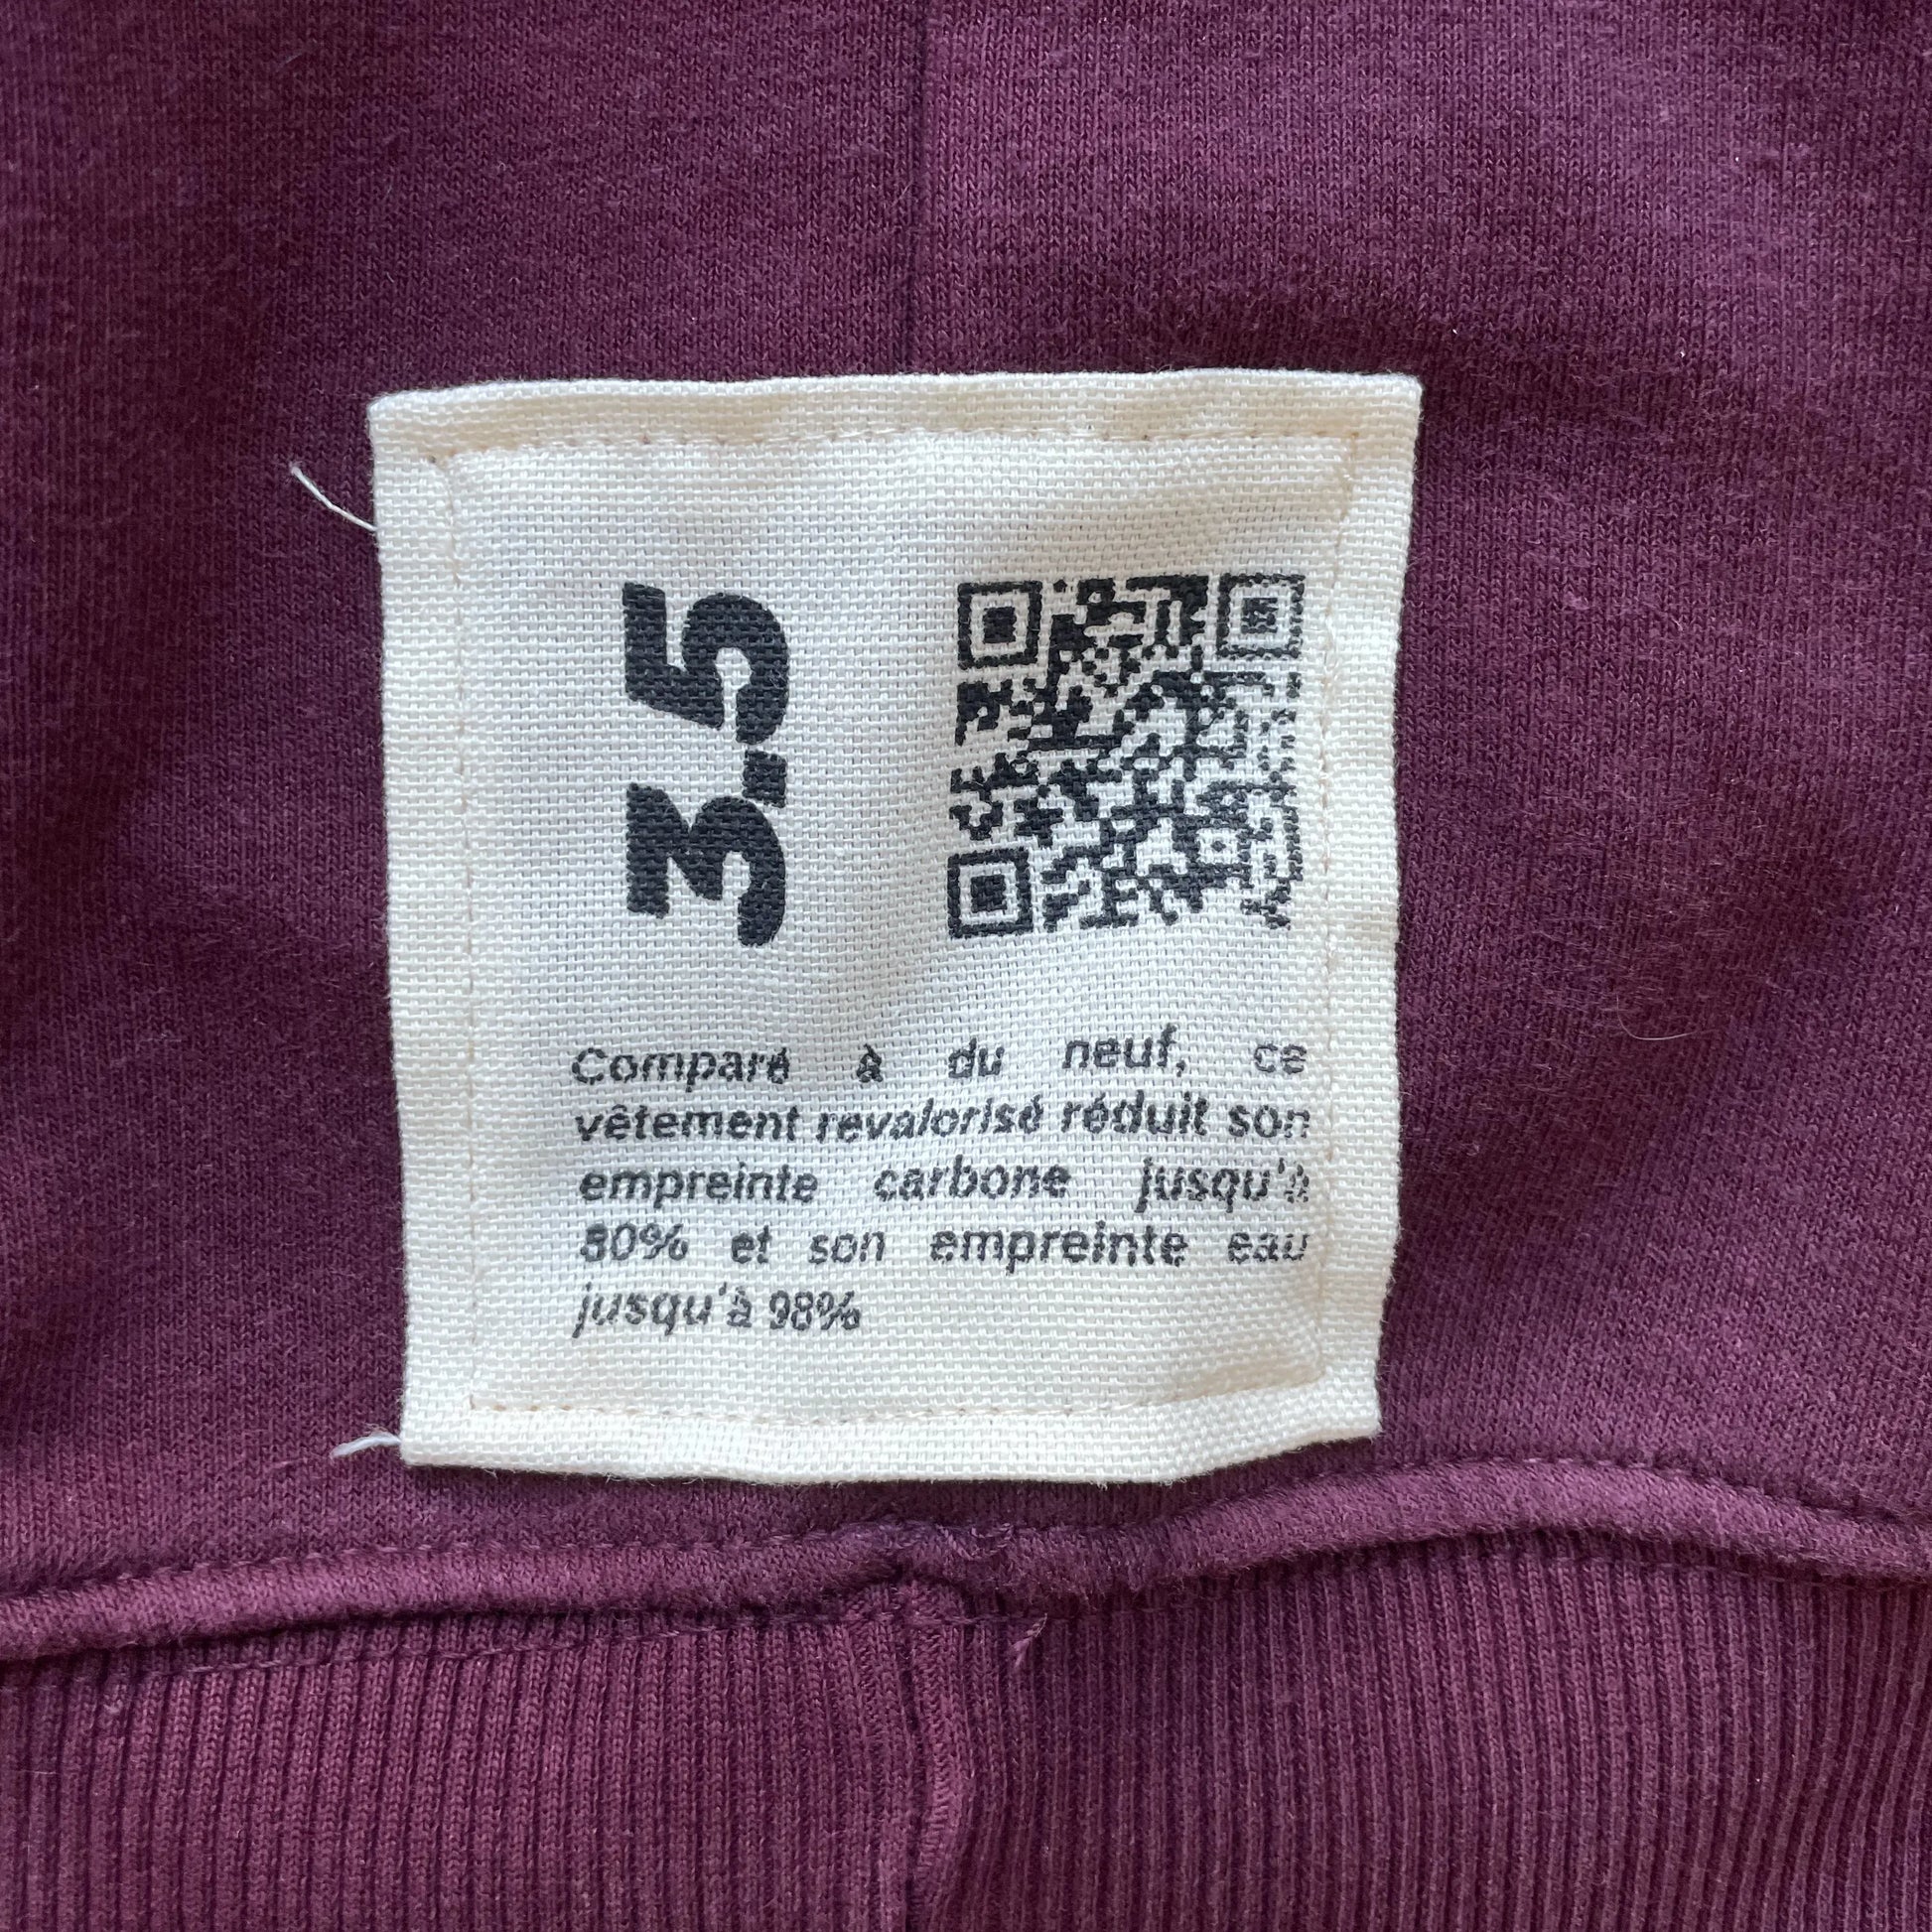 3.5
Comparé à du neuf, ce
vêtement revalorisé réduit son
empreinte carbone jusqu'à
80% et son empreinte eau
jusqu'à 98%